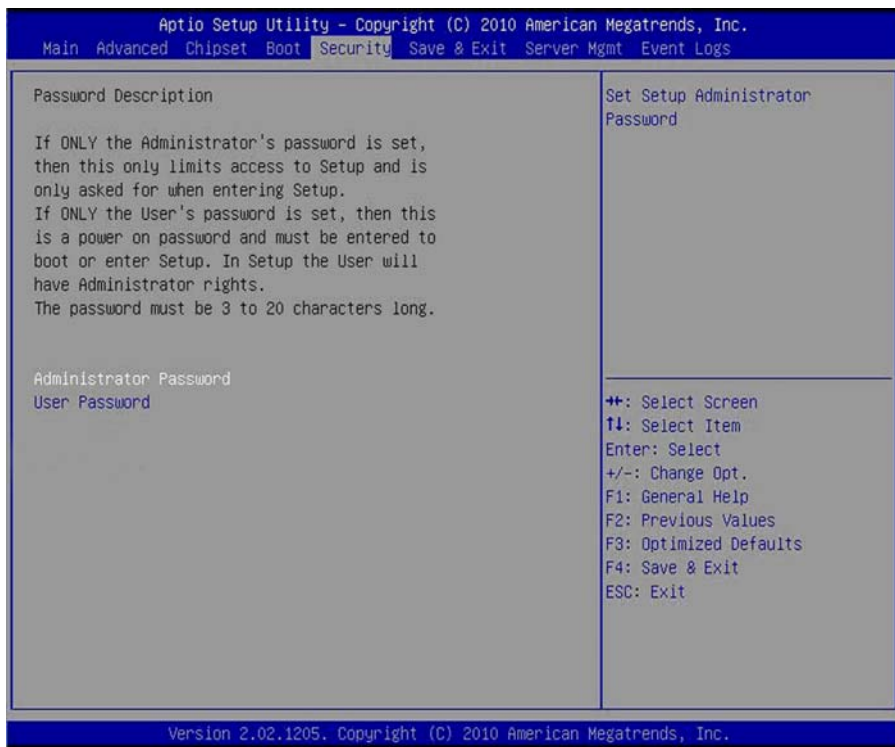 Aptio Setup Utility – Copyright (C) 2010 American Megatrends, Inc.
Main Advanced Chipset Boot Security Save & Exit Server Mgmt Event Logs
Password Description
If ONLY the Administrator's password is set,
then this only limits access to Setup and is
only asked for when entering Setup.
If ONLY the User's password is set, then this
is a power on password and must be entered to
boot or enter Setup. In Setup the User will
have Administrator rights.
The password must be 3 to 20 characters long.
Administrator Password
User Password
Set Setup Administrator
Password
→←: Select Screen
↑↓: Select Item
Enter: Select
+/-: Change Opt.
F1: General Help
F2: Previous Values
F3: Optimized Defaults
F4: Save & Exit
ESC: Exit
Version 2.02.1205. Copyright (C) 2010 American Megatrends, Inc.